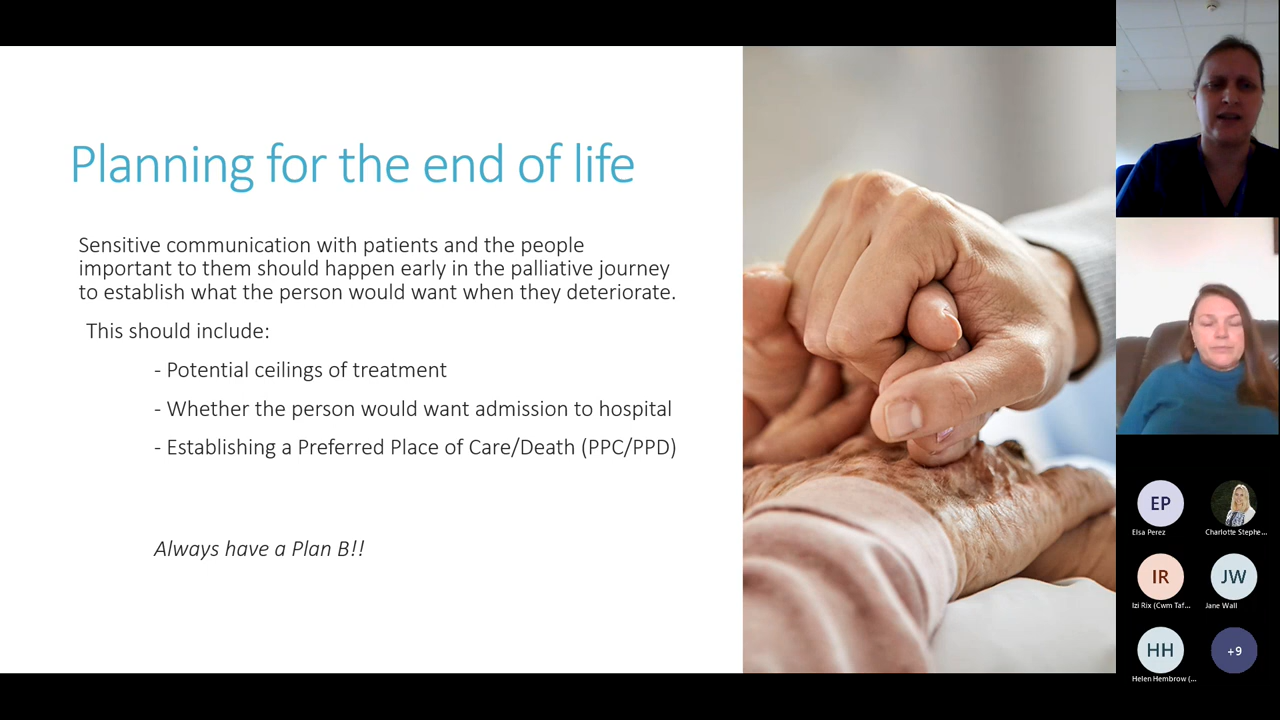 Planning for the end of life
Sensitive communication with patients and the people
important to them should happen early in the palliative journey
to establish what the person would want when they deteriorate.
This should include:
- Potential ceilings of treatment
- Whether the person would want admission to hospital
- Establishing a Preferred Place of Care/Death (PPC/PPD)
Always have a Plan B!!
EP
Elsa Perez
Charlotte Stephe...
IR
Izi Rix (Cwm Taf...
JW
Jane Wall
HH
Helen Hembrow (...
+9